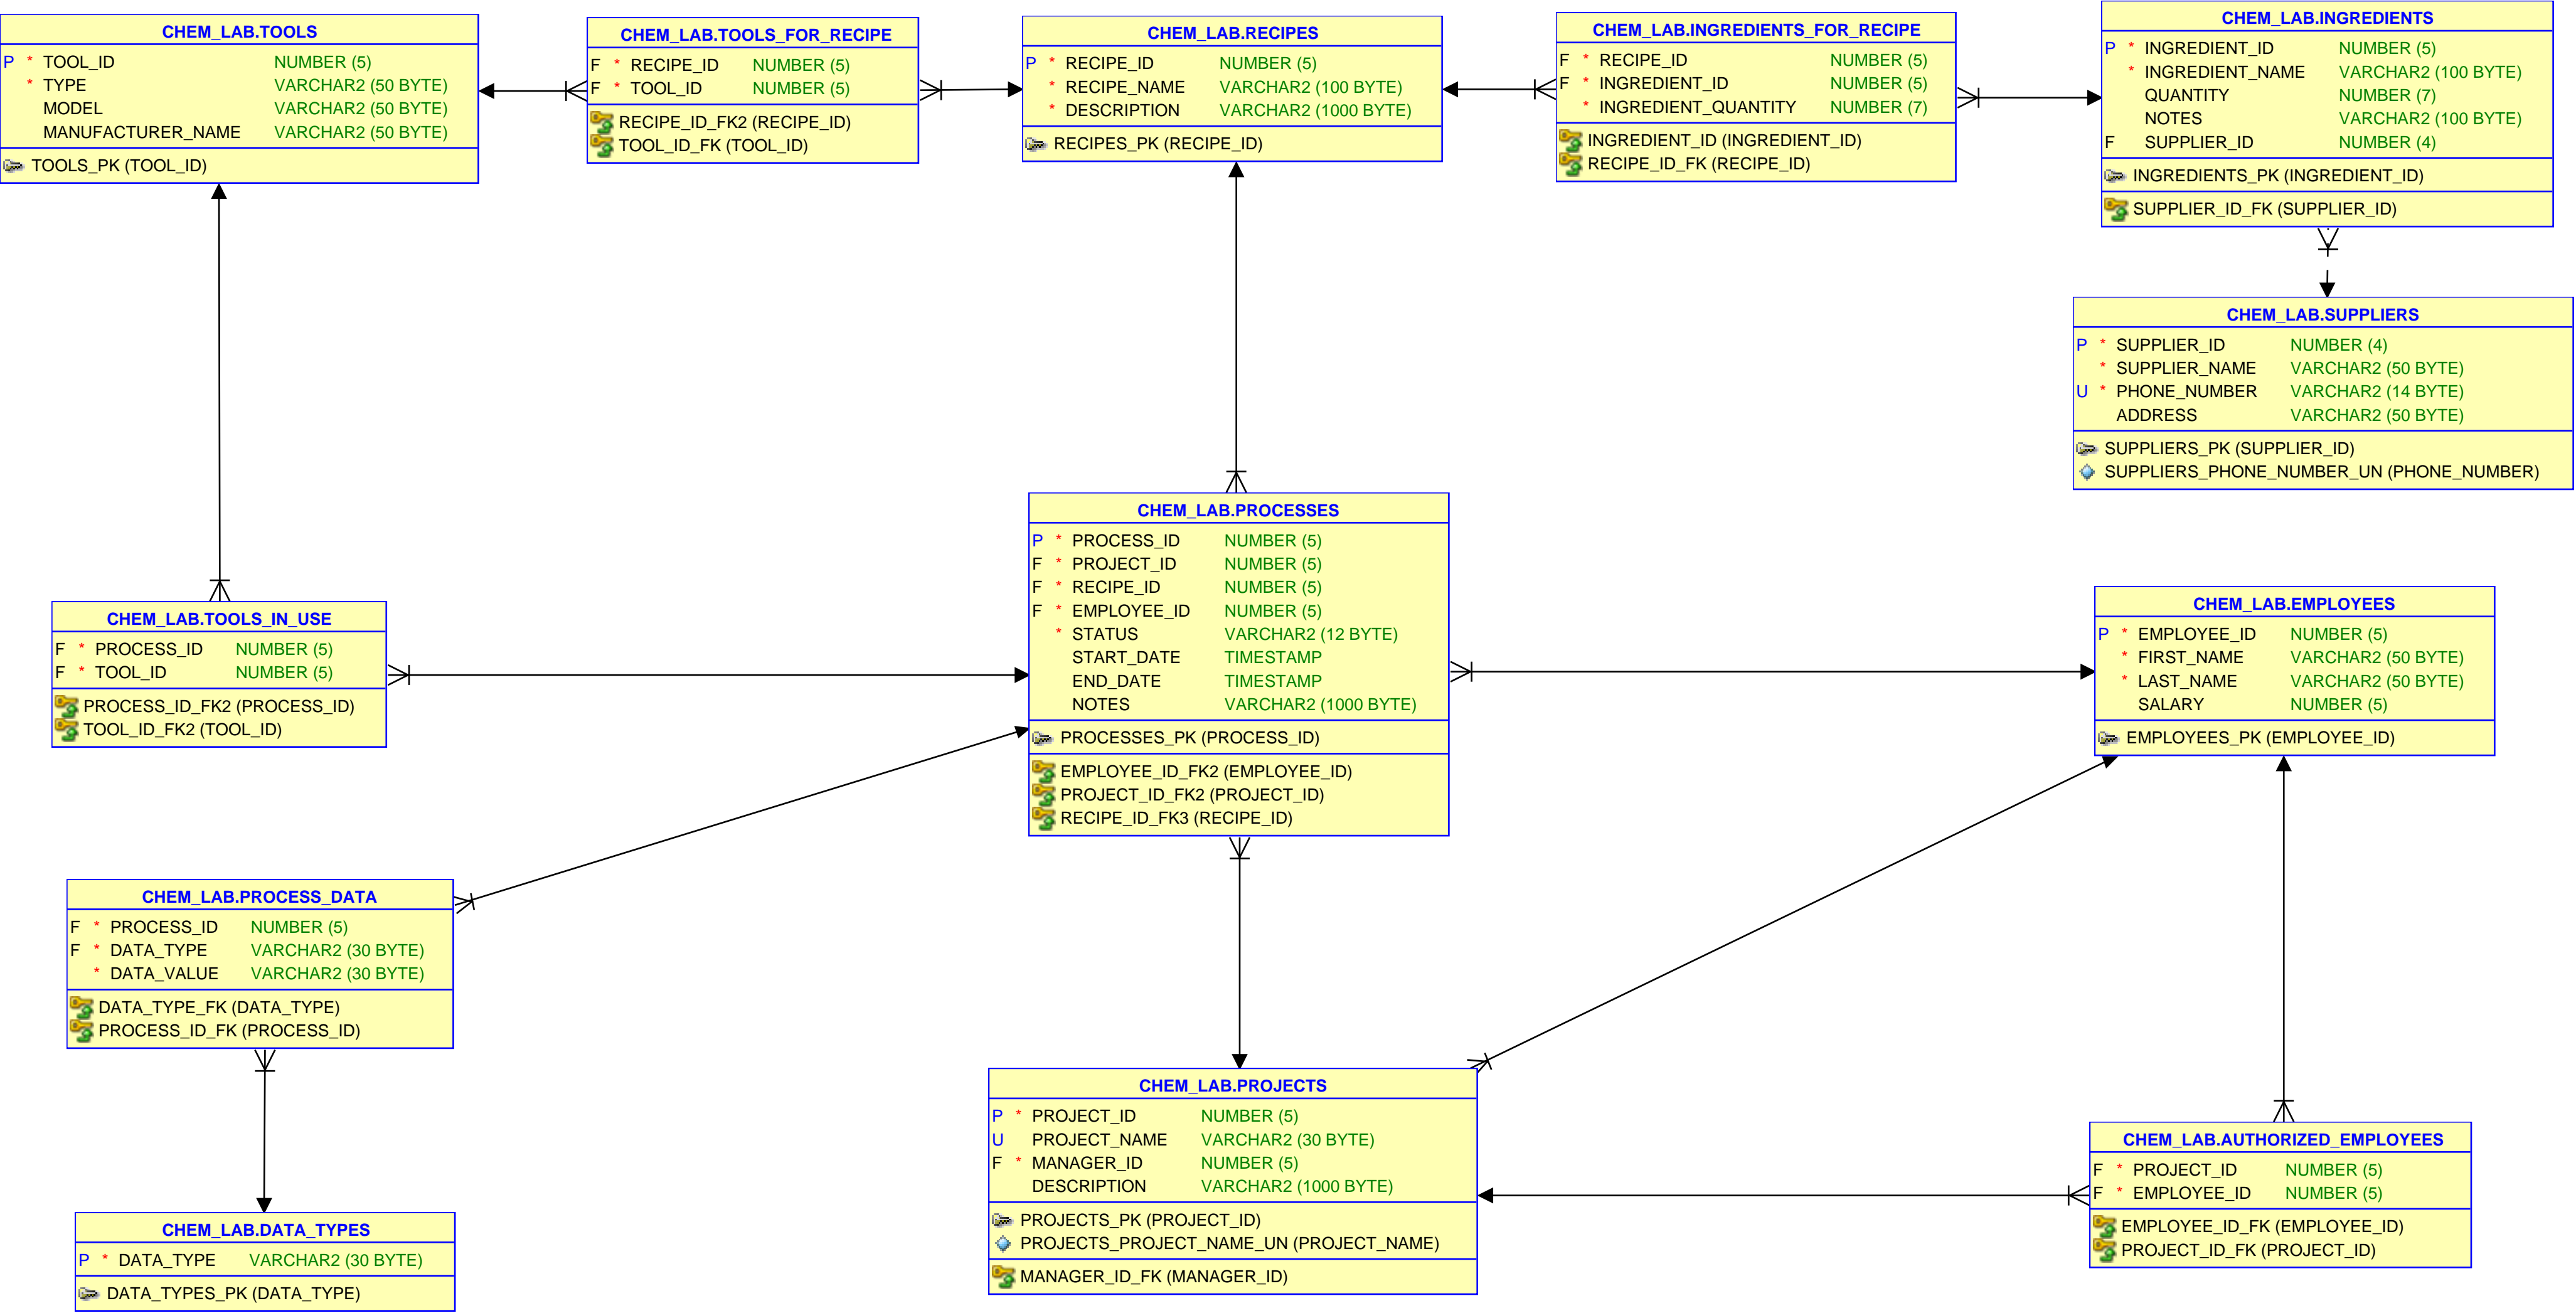 CHEM_LAB.TOOLS
P * TOOL_ID NUMBER (5)
* TYPE VARCHAR2 (50 BYTE)
MODEL VARCHAR2 (50 BYTE)
MANUFACTURER_NAME VARCHAR2 (50 BYTE)
TOOLS_PK (TOOL_ID)
CHEM_LAB.TOOLS_FOR_RECIPE
F * RECIPE_ID NUMBER (5)
F * TOOL_ID NUMBER (5)
RECIPE_ID_FK2 (RECIPE_ID)
TOOL_ID_FK (TOOL_ID)
CHEM_LAB.RECIPES
P * RECIPE_ID NUMBER (5)
* RECIPE_NAME VARCHAR2 (100 BYTE)
* DESCRIPTION VARCHAR2 (1000 BYTE)
RECIPES_PK (RECIPE_ID)
CHEM_LAB.INGREDIENTS_FOR_RECIPE
F * RECIPE_ID NUMBER (5)
F * INGREDIENT_ID NUMBER (5)
* INGREDIENT_QUANTITY NUMBER (7)
INGREDIENT_ID (INGREDIENT_ID)
RECIPE_ID_FK (RECIPE_ID)
CHEM_LAB.INGREDIENTS
P * INGREDIENT_ID NUMBER (5)
* INGREDIENT_NAME VARCHAR2 (100 BYTE)
QUANTITY NUMBER (7)
NOTES VARCHAR2 (100 BYTE)
F SUPPLIER_ID NUMBER (4)
INGREDIENTS_PK (INGREDIENT_ID)
SUPPLIER_ID_FK (SUPPLIER_ID)
CHEM_LAB.SUPPLIERS
P * SUPPLIER_ID NUMBER (4)
* SUPPLIER_NAME VARCHAR2 (50 BYTE)
U * PHONE_NUMBER VARCHAR2 (14 BYTE)
ADDRESS VARCHAR2 (50 BYTE)
SUPPLIERS_PK (SUPPLIER_ID)
SUPPLIERS_PHONE_NUMBER_UN (PHONE_NUMBER)
CHEM_LAB.TOOLS_IN_USE
F * PROCESS_ID NUMBER (5)
F * TOOL_ID NUMBER (5)
PROCESS_ID_FK2 (PROCESS_ID)
TOOL_ID_FK2 (TOOL_ID)
CHEM_LAB.PROCESSES
P * PROCESS_ID NUMBER (5)
F * PROJECT_ID NUMBER (5)
F * RECIPE_ID NUMBER (5)
F * EMPLOYEE_ID NUMBER (5)
* STATUS VARCHAR2 (12 BYTE)
START_DATE TIMESTAMP
END_DATE TIMESTAMP
NOTES VARCHAR2 (1000 BYTE)
PROCESSES_PK (PROCESS_ID)
EMPLOYEE_ID_FK2 (EMPLOYEE_ID)
PROJECT_ID_FK2 (PROJECT_ID)
RECIPE_ID_FK3 (RECIPE_ID)
CHEM_LAB.EMPLOYEES
P * EMPLOYEE_ID NUMBER (5)
* FIRST_NAME VARCHAR2 (50 BYTE)
* LAST_NAME VARCHAR2 (50 BYTE)
SALARY NUMBER (5)
EMPLOYEES_PK (EMPLOYEE_ID)
CHEM_LAB.PROCESS_DATA
F * PROCESS_ID NUMBER (5)
F * DATA_TYPE VARCHAR2 (30 BYTE)
* DATA_VALUE VARCHAR2 (30 BYTE)
DATA_TYPE_FK (DATA_TYPE)
PROCESS_ID_FK (PROCESS_ID)
CHEM_LAB.DATA_TYPES
P * DATA_TYPE VARCHAR2 (30 BYTE)
DATA_TYPES_PK (DATA_TYPE)
CHEM_LAB.PROJECTS
P * PROJECT_ID NUMBER (5)
U PROJECT_NAME VARCHAR2 (30 BYTE)
F * MANAGER_ID NUMBER (5)
DESCRIPTION VARCHAR2 (1000 BYTE)
PROJECTS_PK (PROJECT_ID)
PROJECTS_PROJECT_NAME_UN (PROJECT_NAME)
MANAGER_ID_FK (MANAGER_ID)
CHEM_LAB.AUTHORIZED_EMPLOYEES
F * PROJECT_ID NUMBER (5)
F * EMPLOYEE_ID NUMBER (5)
EMPLOYEE_ID_FK (EMPLOYEE_ID)
PROJECT_ID_FK (PROJECT_ID)